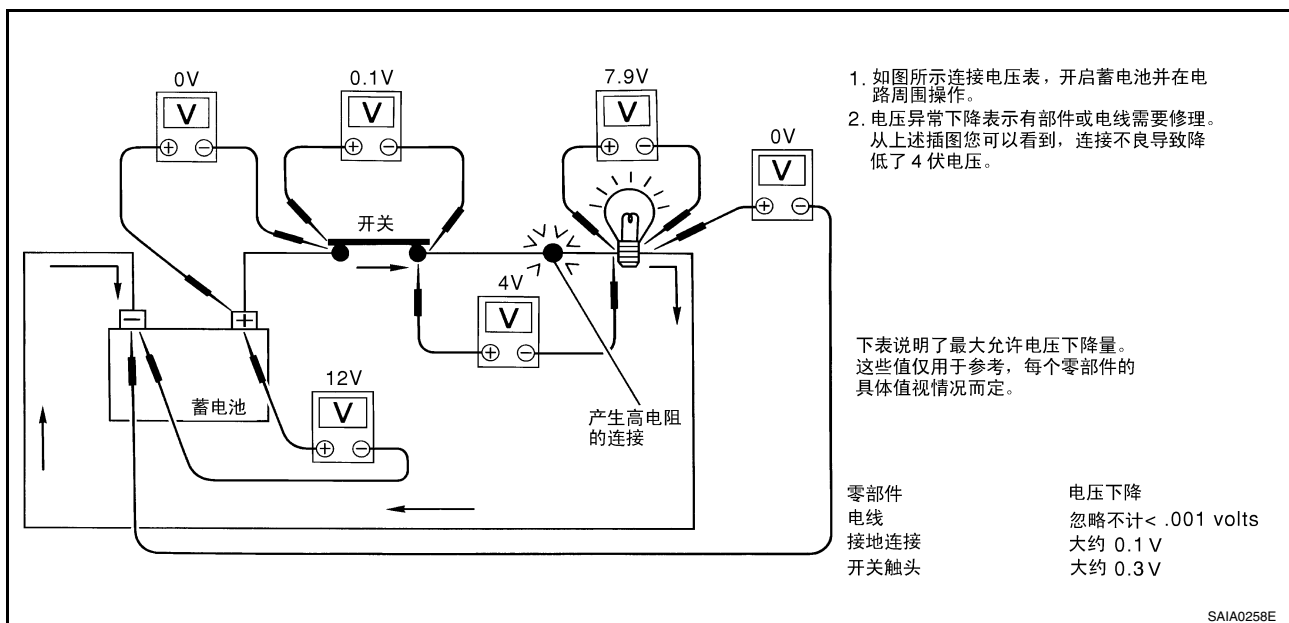 0V
0.1V
7.9V
1. 如图所示连接电压表，开启蓄电池并在电
路周围操作。
2. 电压异常下降表示有部件或电线需要修理。
从上述插图您可以看到，连接不良导致降
低了 4 伏电压。
0V
V
+ −
V
+ −
V
+ −
V
+ −
开关
4V
V
+ −
− +
蓄电池
12V
V
+ −
产生高电阻
的连接
下表说明了最大允许电压下降量。
这些值仅用于参考，每个零部件的
具体值视情况而定。
零部件 电压下降
电线 忽略不计< .001 volts
接地连接 大约 0.1 V
开关触头 大约 0.3 V
SAIA0258E